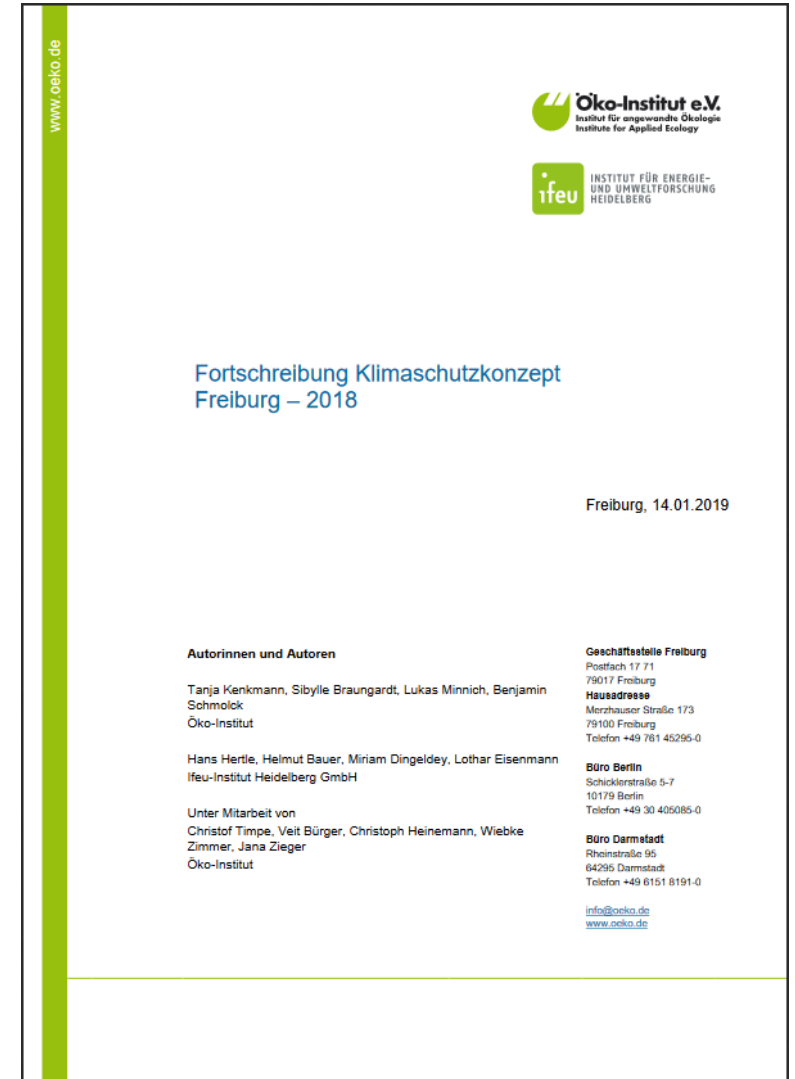 www.oeko.de
Öko-Institut e.V.
Institut für angewandte Ökologie
Institute for Applied Ecology
ifeu
INSTITUT FÜR ENERGIE-
UND UMWELTFORSCHUNG
HEIDELBERG
Fortschreibung Klimaschutzkonzept
Freiburg – 2018
Freiburg, 14.01.2019
Autorinnen und Autoren
Tanja Kenkmann, Sibylle Braungardt, Lukas Minnich, Benjamin
Schmolck
Öko-Institut
Hans Hertle, Helmut Bauer, Miriam Dingeldey, Lothar Eisenmann
Ifeu-Institut Heidelberg GmbH
Unter Mitarbeit von
Christof Timpe, Veit Bürger, Christoph Heinemann, Wiebke
Zimmer, Jana Zieger
Öko-Institut
Geschäftsstelle Freiburg
Postfach 17 71
79017 Freiburg
Hausadresse
Merzhauser Straße 173
79100 Freiburg
Telefon +49 761 45295-0
Büro Berlin
Schicklerstraße 5-7
10179 Berlin
Telefon +49 30 405085-0
Büro Darmstadt
Rheinstraße 95
64295 Darmstadt
Telefon +49 6151 8191-0
info@oeko.de
www.oeko.de